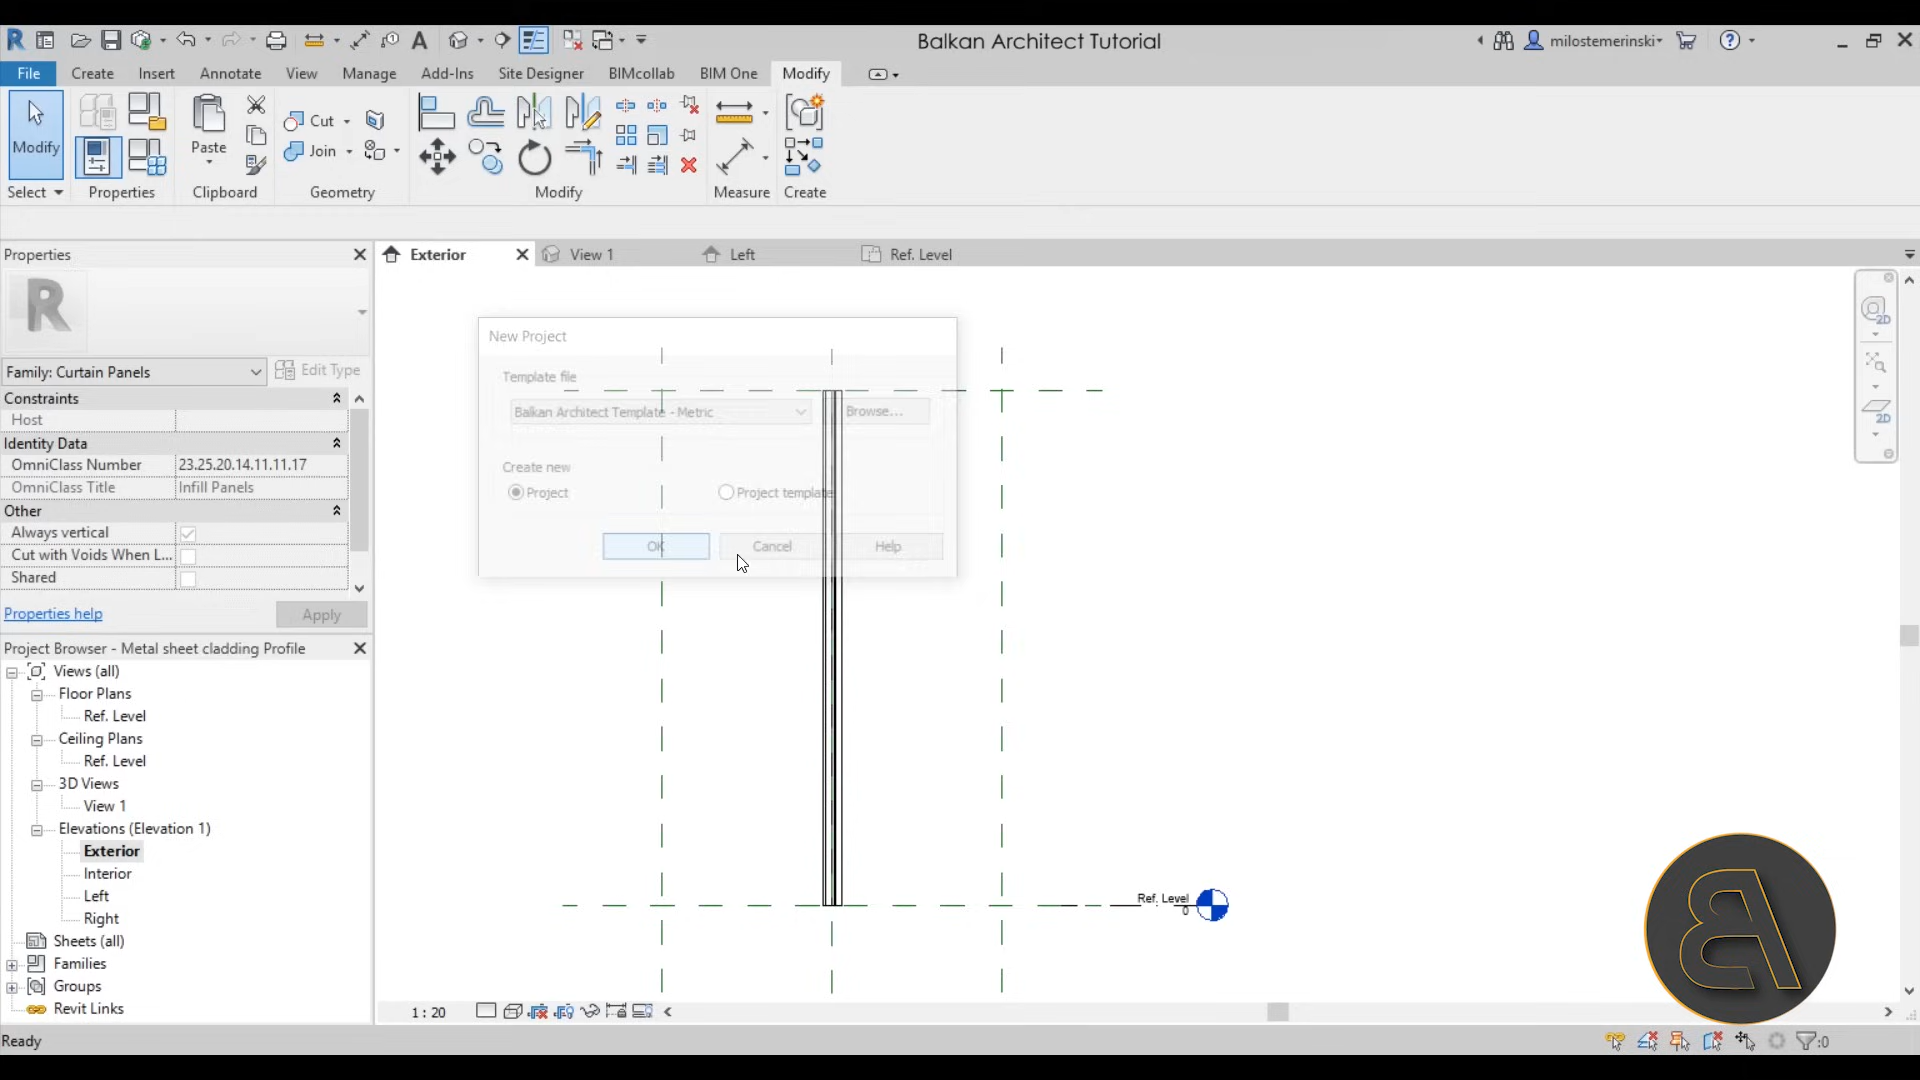 Balkan Architect Tutorial
milostemerinski
File Create Insert Annotate View Manage Add-Ins Site Designer BIMcollab BIM One Modify
Modify
Paste
Cut
Join
Select Properties Clipboard Geometry Modify Measure Create
Properties
Exterior View 1 Left Ref. Level
R
Family: Curtain Panels Edit Type
Constraints
Host
Identity Data
OmniClass Number 23.25.20.14.11.11.17
OmniClass Title Infill Panels
Other
Always vertical
Cut with Voids When L...
Shared
Properties help Apply
Project Browser - Metal sheet cladding Profile
Views (all)
Floor Plans
Ref. Level
Ceiling Plans
Ref. Level
3D Views
View 1
Elevations (Elevation 1)
Exterior
Interior
Left
Right
Sheets (all)
Families
Groups
Revit Links
New Project
Template file
Balkan Architect Template - Metric Browse...
Create new
Project Project template
OK Cancel Help
Ref. Level
0
2D
2D
1 : 20
Ready
:0